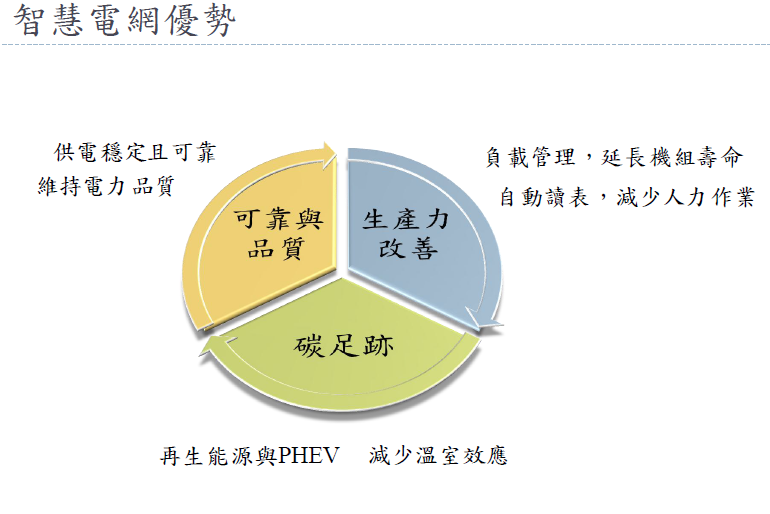 智慧電網優勢
供電穩定且可靠
維持電力品質
負載管理，延長機組壽命
自動讀表，減少人力作業
可靠與
品質
生產力
改善
碳足跡
再生能源與PHEV 減少溫室效應